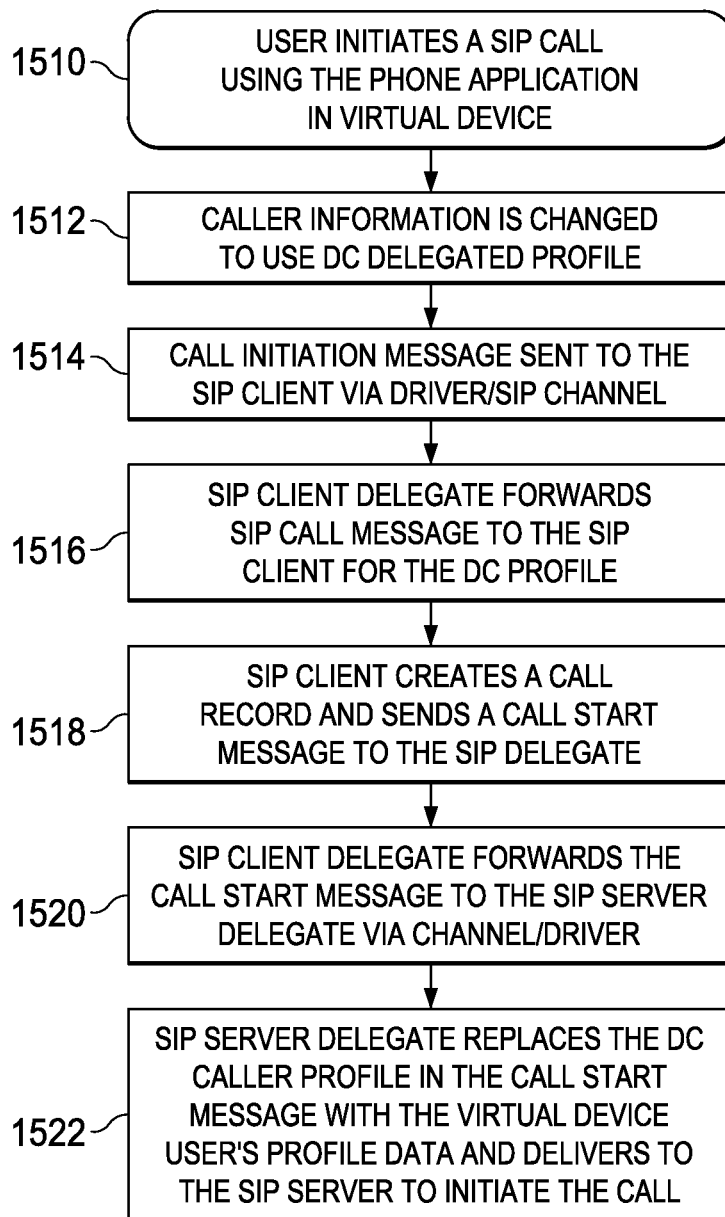 1510
USER INITIATES A SIP CALL
USING THE PHONE APPLICATION
IN VIRTUAL DEVICE
1512
CALLER INFORMATION IS CHANGED
TO USE DC DELEGATED PROFILE
1514
CALL INITIATION MESSAGE SENT TO THE
SIP CLIENT VIA DRIVER/SIP CHANNEL
1516
SIP CLIENT DELEGATE FORWARDS
SIP CALL MESSAGE TO THE SIP
CLIENT FOR THE DC PROFILE
1518
SIP CLIENT CREATES A CALL
RECORD AND SENDS A CALL START
MESSAGE TO THE SIP DELEGATE
1520
SIP CLIENT DELEGATE FORWARDS THE
CALL START MESSAGE TO THE SIP SERVER
DELEGATE VIA CHANNEL/DRIVER
1522
SIP SERVER DELEGATE REPLACES THE DC
CALLER PROFILE IN THE CALL START
MESSAGE WITH THE VIRTUAL DEVICE
USER'S PROFILE DATA AND DELIVERS TO
THE SIP SERVER TO INITIATE THE CALL